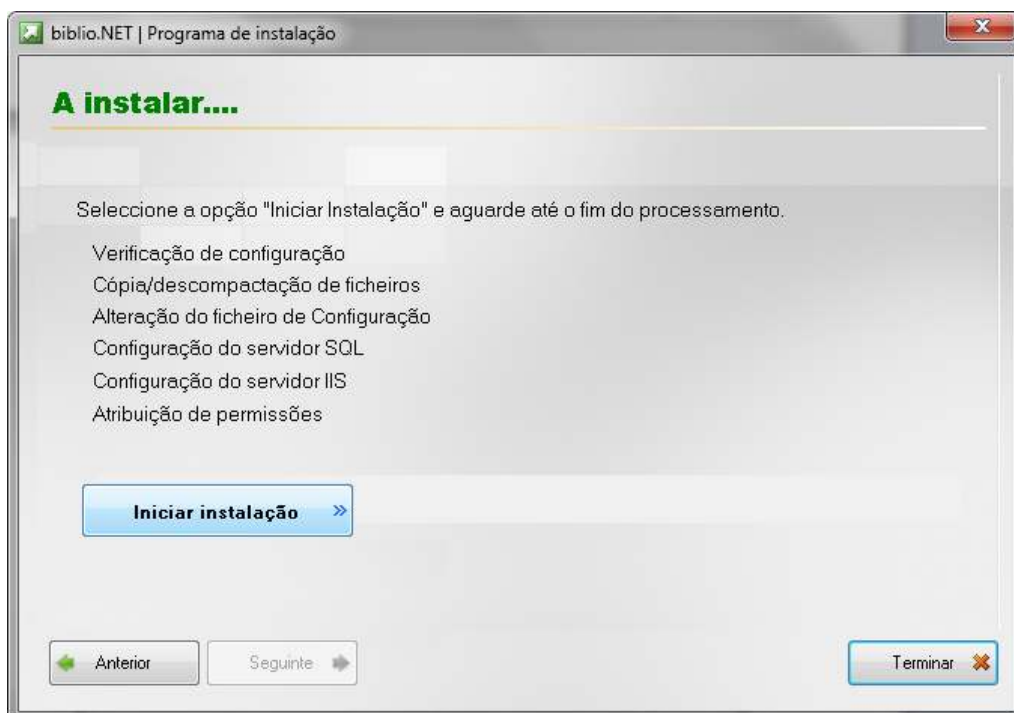 biblio.NET | Programa de instalação
A instalar....
Seleccione a opção "Iniciar Instalação" e aguarde até o fim do processamento.
Verificação de configuração
Cópia/descompactação de ficheiros
Alteração do ficheiro de Configuração
Configuração do servidor SQL
Configuração do servidor IIS
Atribuição de permissões
Iniciar instalação »
Anterior Seguinte Terminar